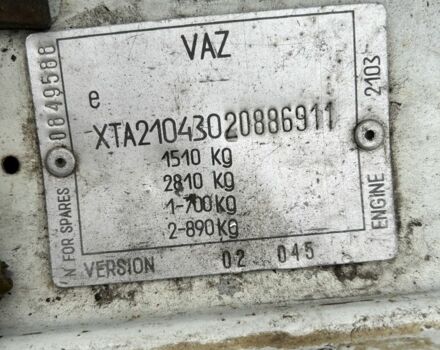 VAZ
e
XTA21043020886911
1510 kg
2810 kg
1-700 kg
2-890 kg
VERSION 02 045
N FOR SPARES 0849588
ENGINE 2103